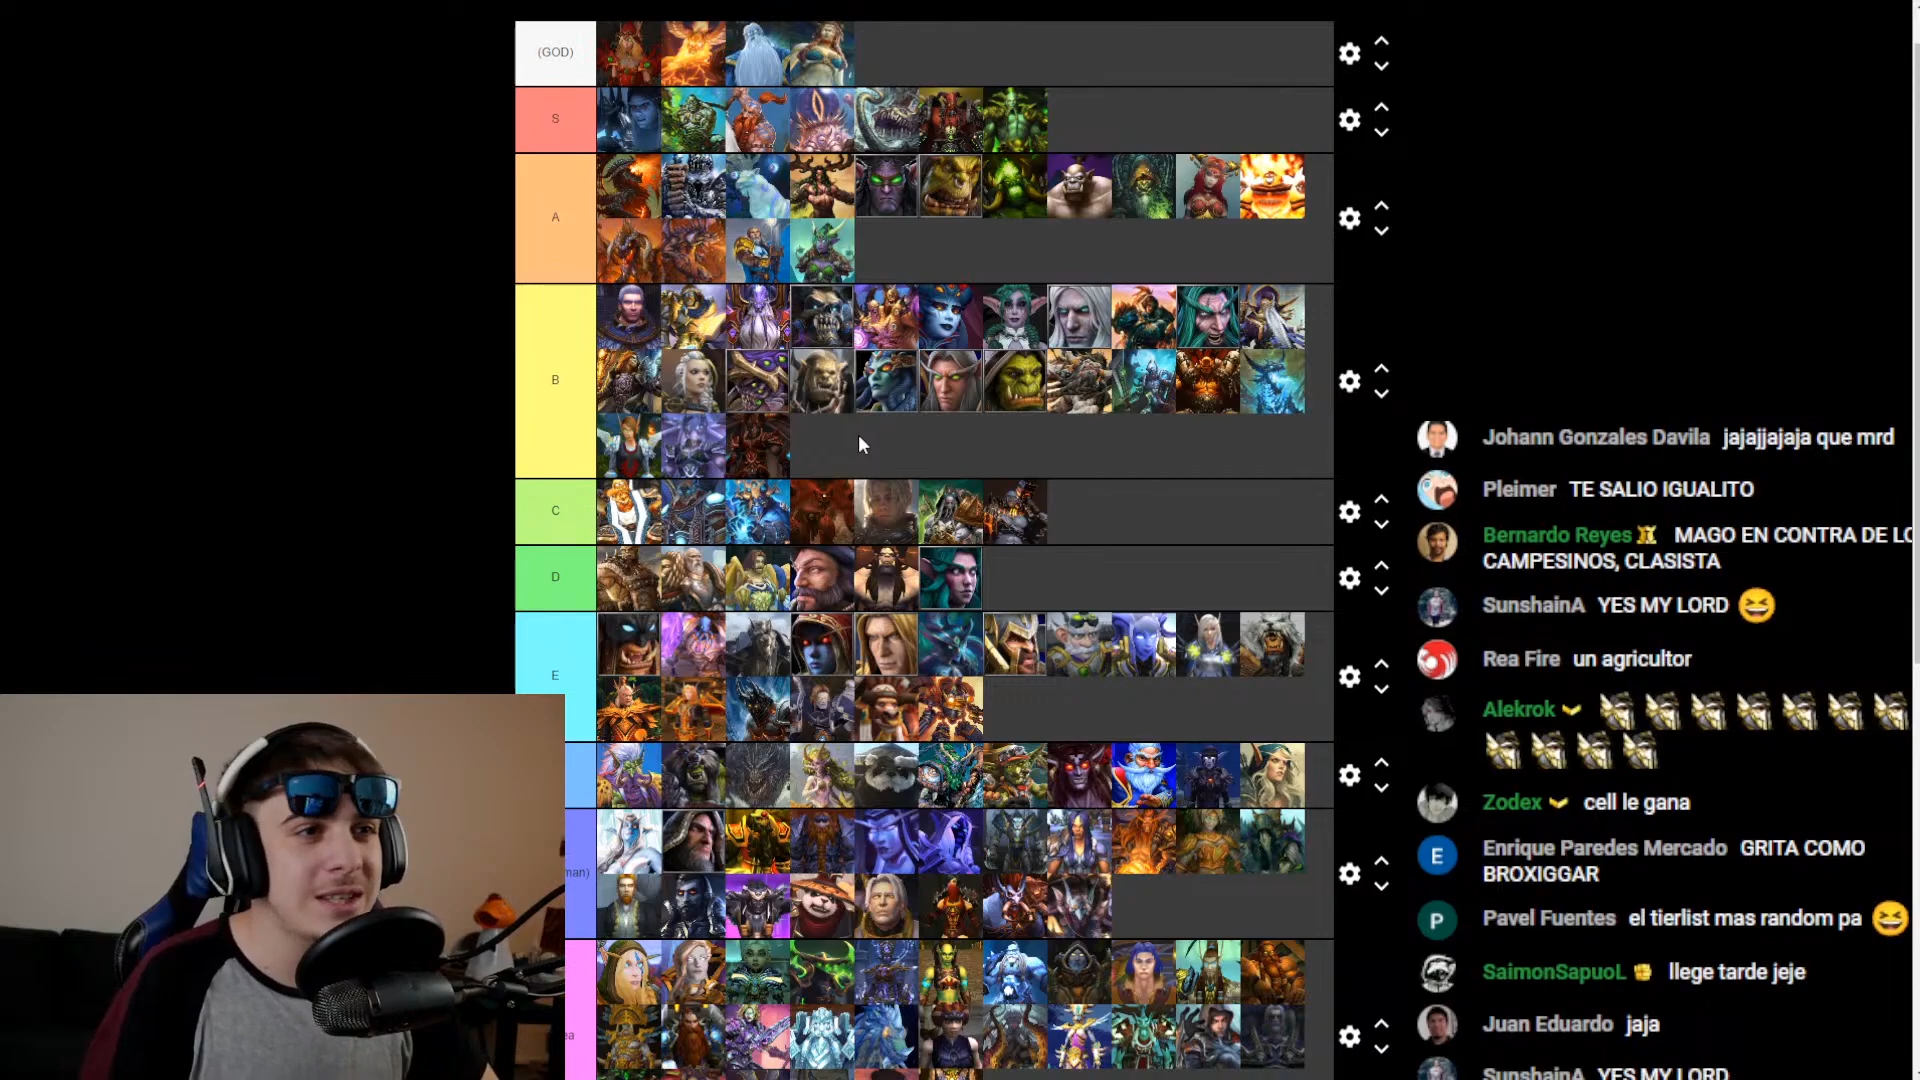 (GOD)
S
A
B
C
D
E
man)
ea
Johann Gonzales Davila jajajjajaja que mrd
Pleimer TE SALIO IGUALITO
Bernardo Reyes MAGO EN CONTRA DE LO
CAMPESINOS, CLASISTA
SunshainA YES MY LORD
Rea Fire un agricultor
Alekrok
Zodex cell le gana
E
Enrique Paredes Mercado GRITA COMO
BROXIGGAR
P
Pavel Fuentes el tierlist mas random pa
SaimonSapuoL llege tarde jeje
Juan Eduardo jaja
SunshainA YES MY LORD